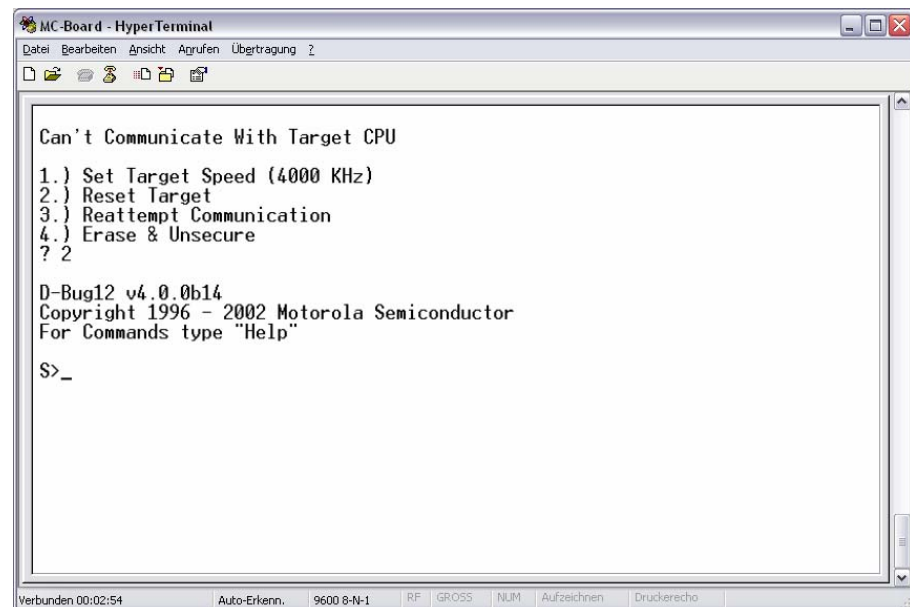 MC-Board - HyperTerminal
Datei Bearbeiten Ansicht Anrufen Übertragung ?
Can't Communicate With Target CPU
1.) Set Target Speed (4000 KHz)
2.) Reset Target
3.) Reattempt Communication
4.) Erase & Unsecure
? 2
D-Bug12 v4.0.0b14
Copyright 1996 - 2002 Motorola Semiconductor
For Commands type "Help"
S>_
Verbunden 00:02:54 Auto-Erkenn. 9600 8-N-1 RF GROSS NUM Aufzeichnen Druckerecho